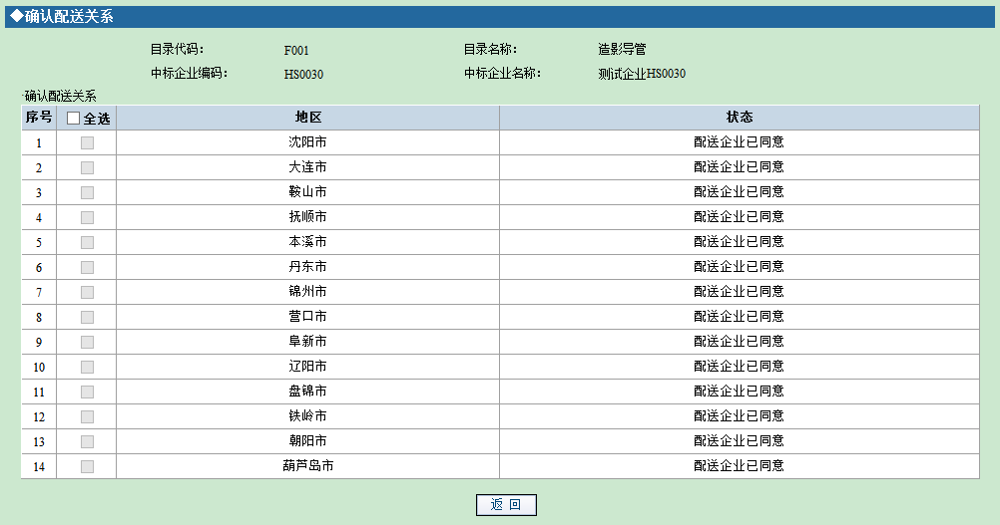 ◆确认配送关系
目录代码： F001 目录名称： 造影导管
中标企业编码： HS0030 中标企业名称： 测试企业HS0030
确认配送关系
序号 全选 地区 状态
1 沈阳市 配送企业已同意
2 大连市 配送企业已同意
3 鞍山市 配送企业已同意
4 抚顺市 配送企业已同意
5 本溪市 配送企业已同意
6 丹东市 配送企业已同意
7 锦州市 配送企业已同意
8 营口市 配送企业已同意
9 阜新市 配送企业已同意
10 辽阳市 配送企业已同意
11 盘锦市 配送企业已同意
12 铁岭市 配送企业已同意
13 朝阳市 配送企业已同意
14 葫芦岛市 配送企业已同意
返 回